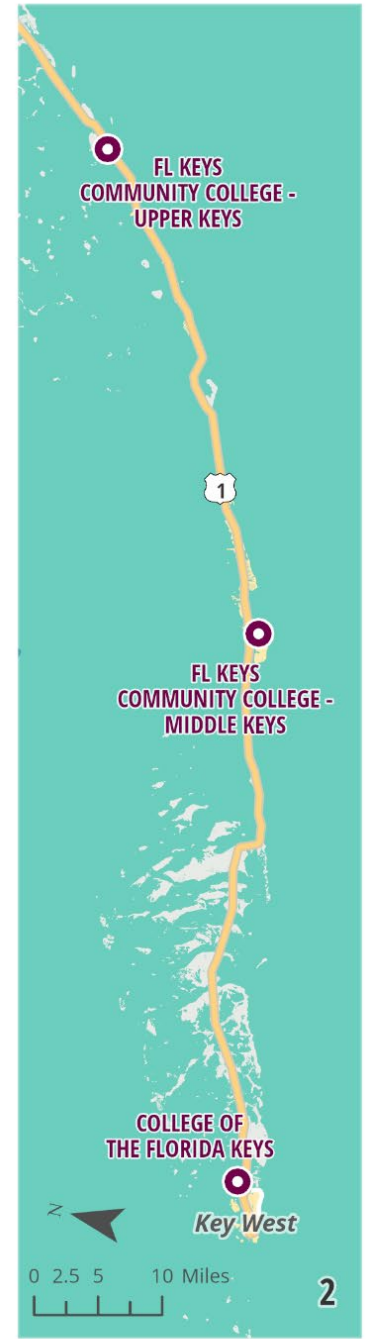 FL KEYS
COMMUNITY COLLEGE -
UPPER KEYS
1
FL KEYS
COMMUNITY COLLEGE -
MIDDLE KEYS
COLLEGE OF
THE FLORIDA KEYS
Key West
N
0 2.5 5 10 Miles
2